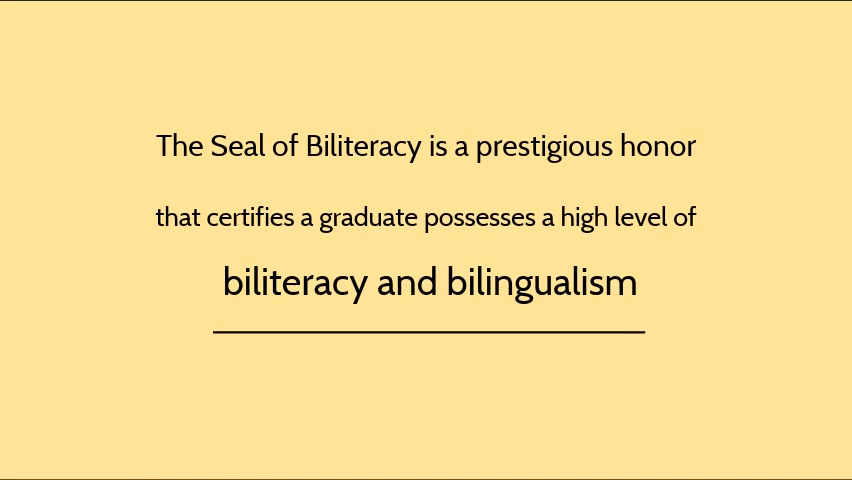 The Seal of Biliteracy is a prestigious honor
that certifies a graduate possesses a high level of
biliteracy and bilingualism